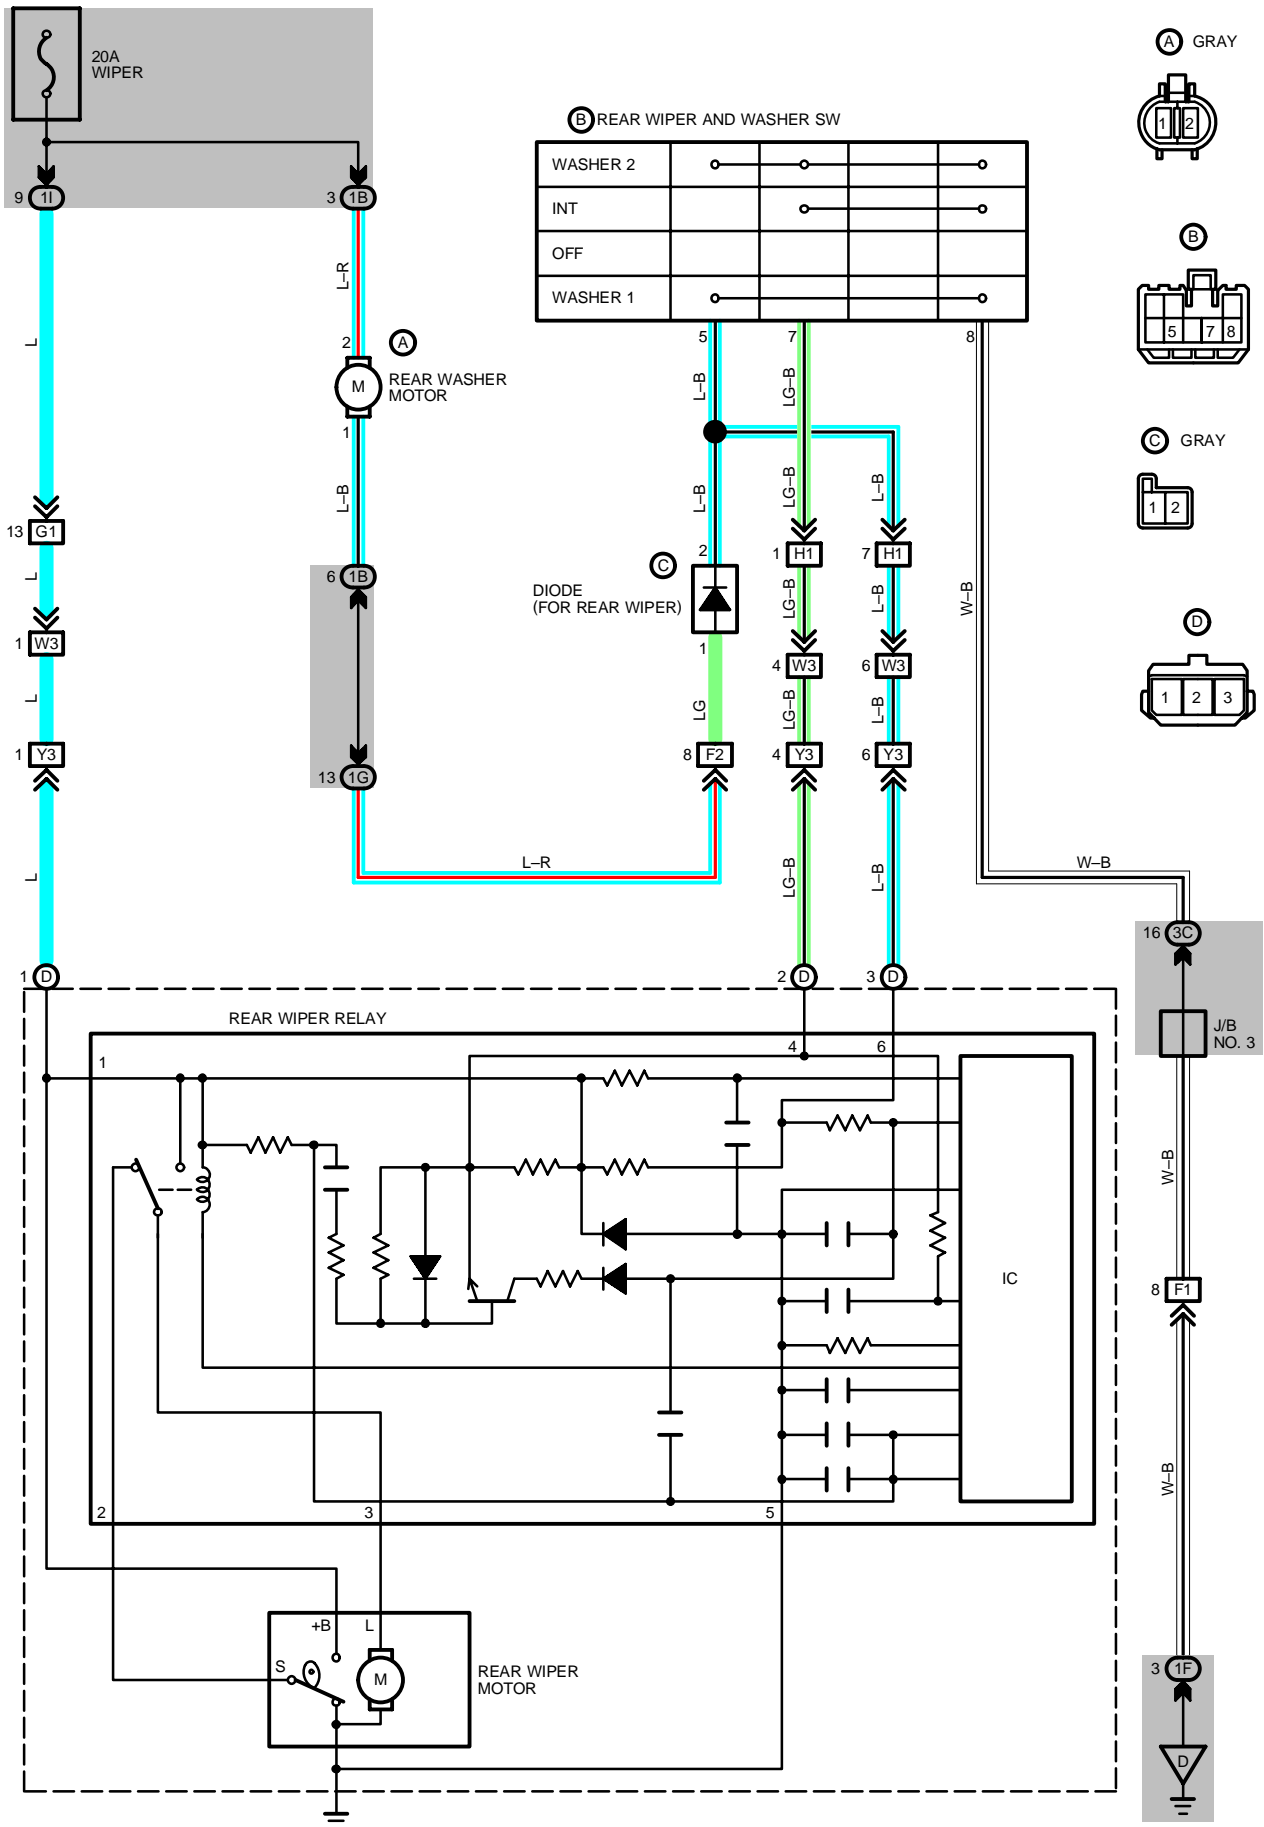 20A
WIPER
A GRAY
1 2
B REAR WIPER AND WASHER SW
WASHER 2
INT
OFF
WASHER 1
9 1I
3 1B
B
5 7 8
L–R
L
2 A
M
REAR WASHER
MOTOR
1
L–B
5 7 8
L–B
LG–B
C GRAY
1 2
L–B
LG–B
L–B
13 G1
2
C
1 H1
7 H1
6 1B
DIODE
(FOR REAR WIPER)
L
LG–B
L–B
W–B
D
1 2 3
1 W3
1
4 W3
6 W3
L
LG
LG–B
L–B
1 Y3
8 F2
4 Y3
6 Y3
13 1G
L–R
W–B
L
LG–B
L–B
16 3C
1 D
2 D
3 D
REAR WIPER RELAY
J/B
NO. 3
1
4
6
W–B
IC
8 F1
W–B
2
3
5
+B
L
S
M
REAR WIPER
MOTOR
3 1F
D